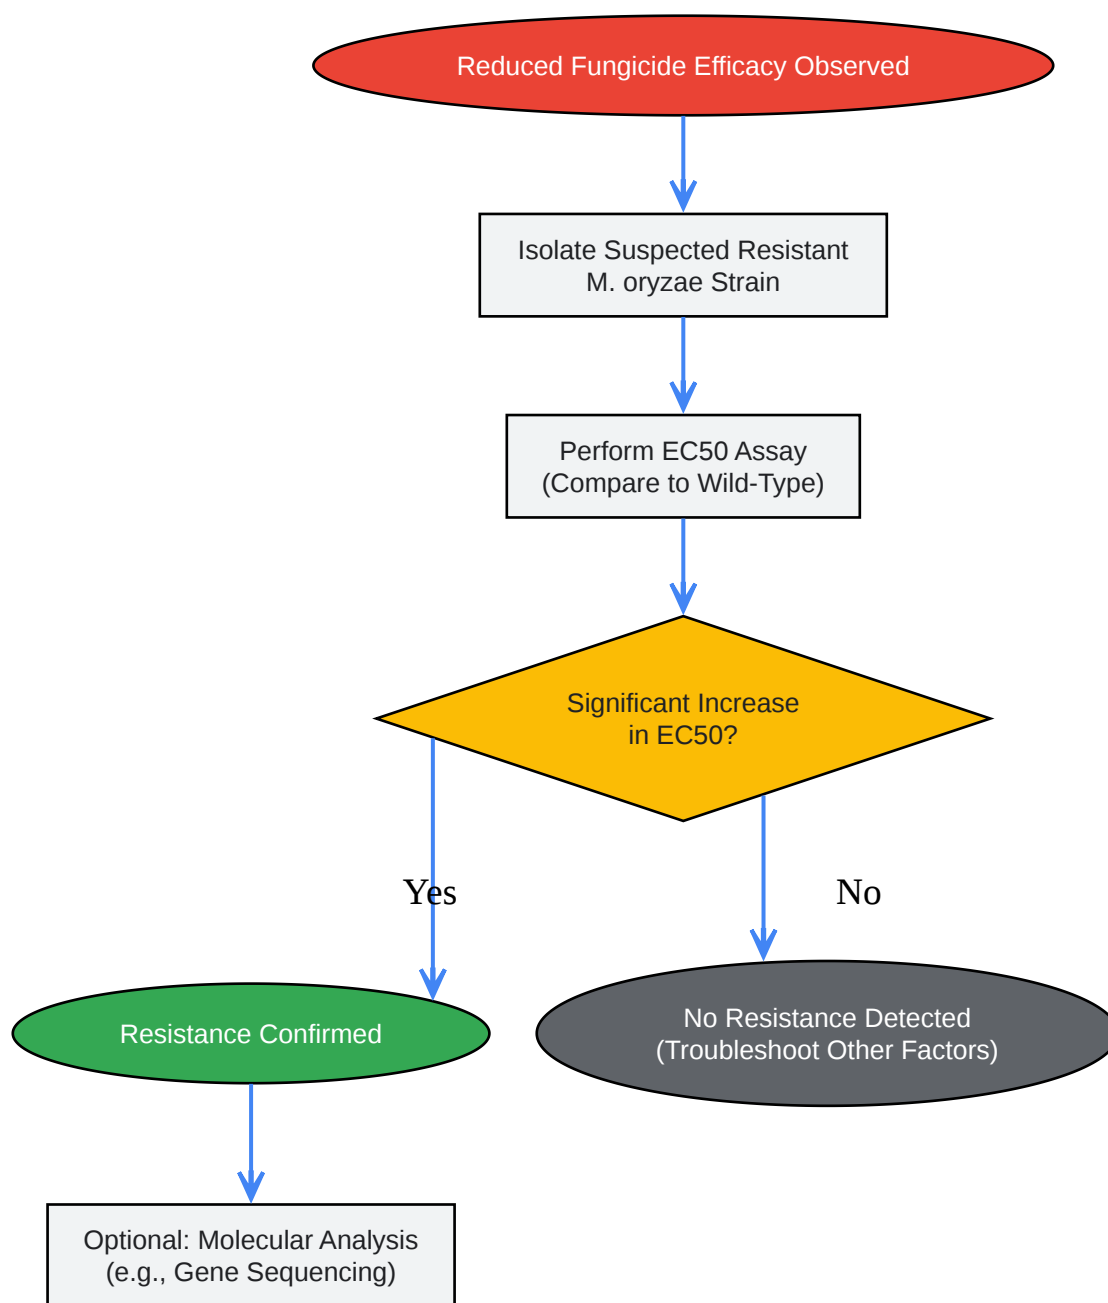 Reduced Fungicide Efficacy Observed
Isolate Suspected Resistant
M. oryzae Strain
Perform EC50 Assay
(Compare to Wild-Type)
Significant Increase
in EC50?
Yes
No
Resistance Confirmed
No Resistance Detected
(Troubleshoot Other Factors)
Optional: Molecular Analysis
(e.g., Gene Sequencing)